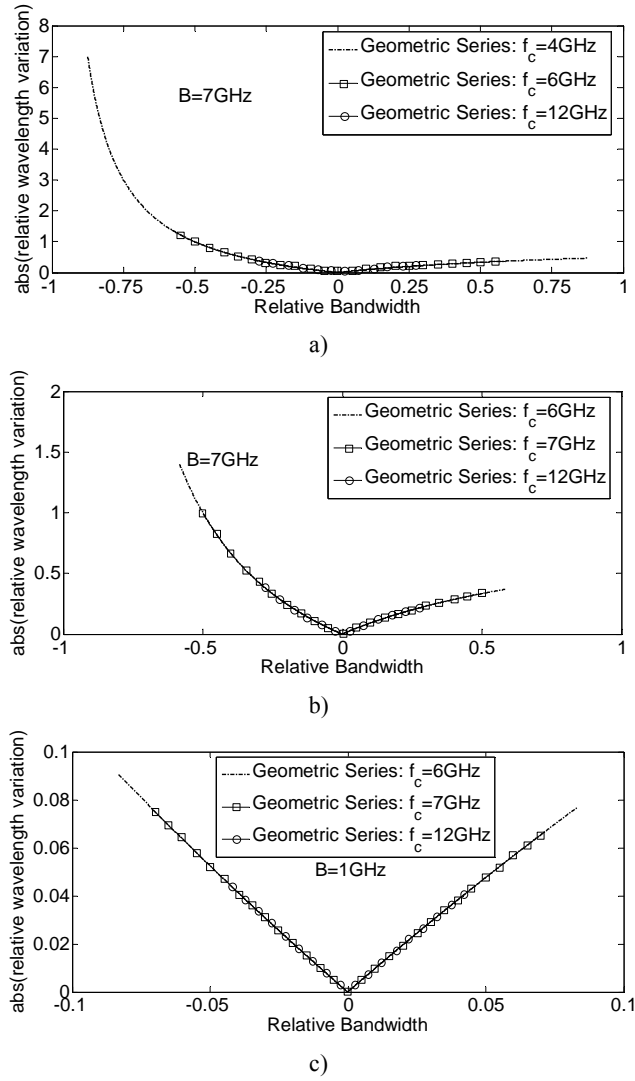 a)
8
7
6
5
4
3
2
1
0
abs(relative wavelength variation)
B=7GHz
Geometric Series: f_c=4GHz
Geometric Series: f_c=6GHz
Geometric Series: f_c=12GHz
-1 -0.75 -0.5 -0.25 0 0.25 0.5 0.75 1
Relative Bandwidth
a)
2
1.5
1
0.5
0
abs(relative wavelength variation)
B=7GHz
Geometric Series: f_c=6GHz
Geometric Series: f_c=7GHz
Geometric Series: f_c=12GHz
-1 -0.5 0 0.5 1
Relative Bandwidth
b)
0.1
0.08
0.06
0.04
0.02
0
abs(relative wavelength variation)
Geometric Series: f_c=6GHz
Geometric Series: f_c=7GHz
Geometric Series: f_c=12GHz
B=1GHz
-0.1 -0.05 0 0.05 0.1
Relative Bandwidth
c)